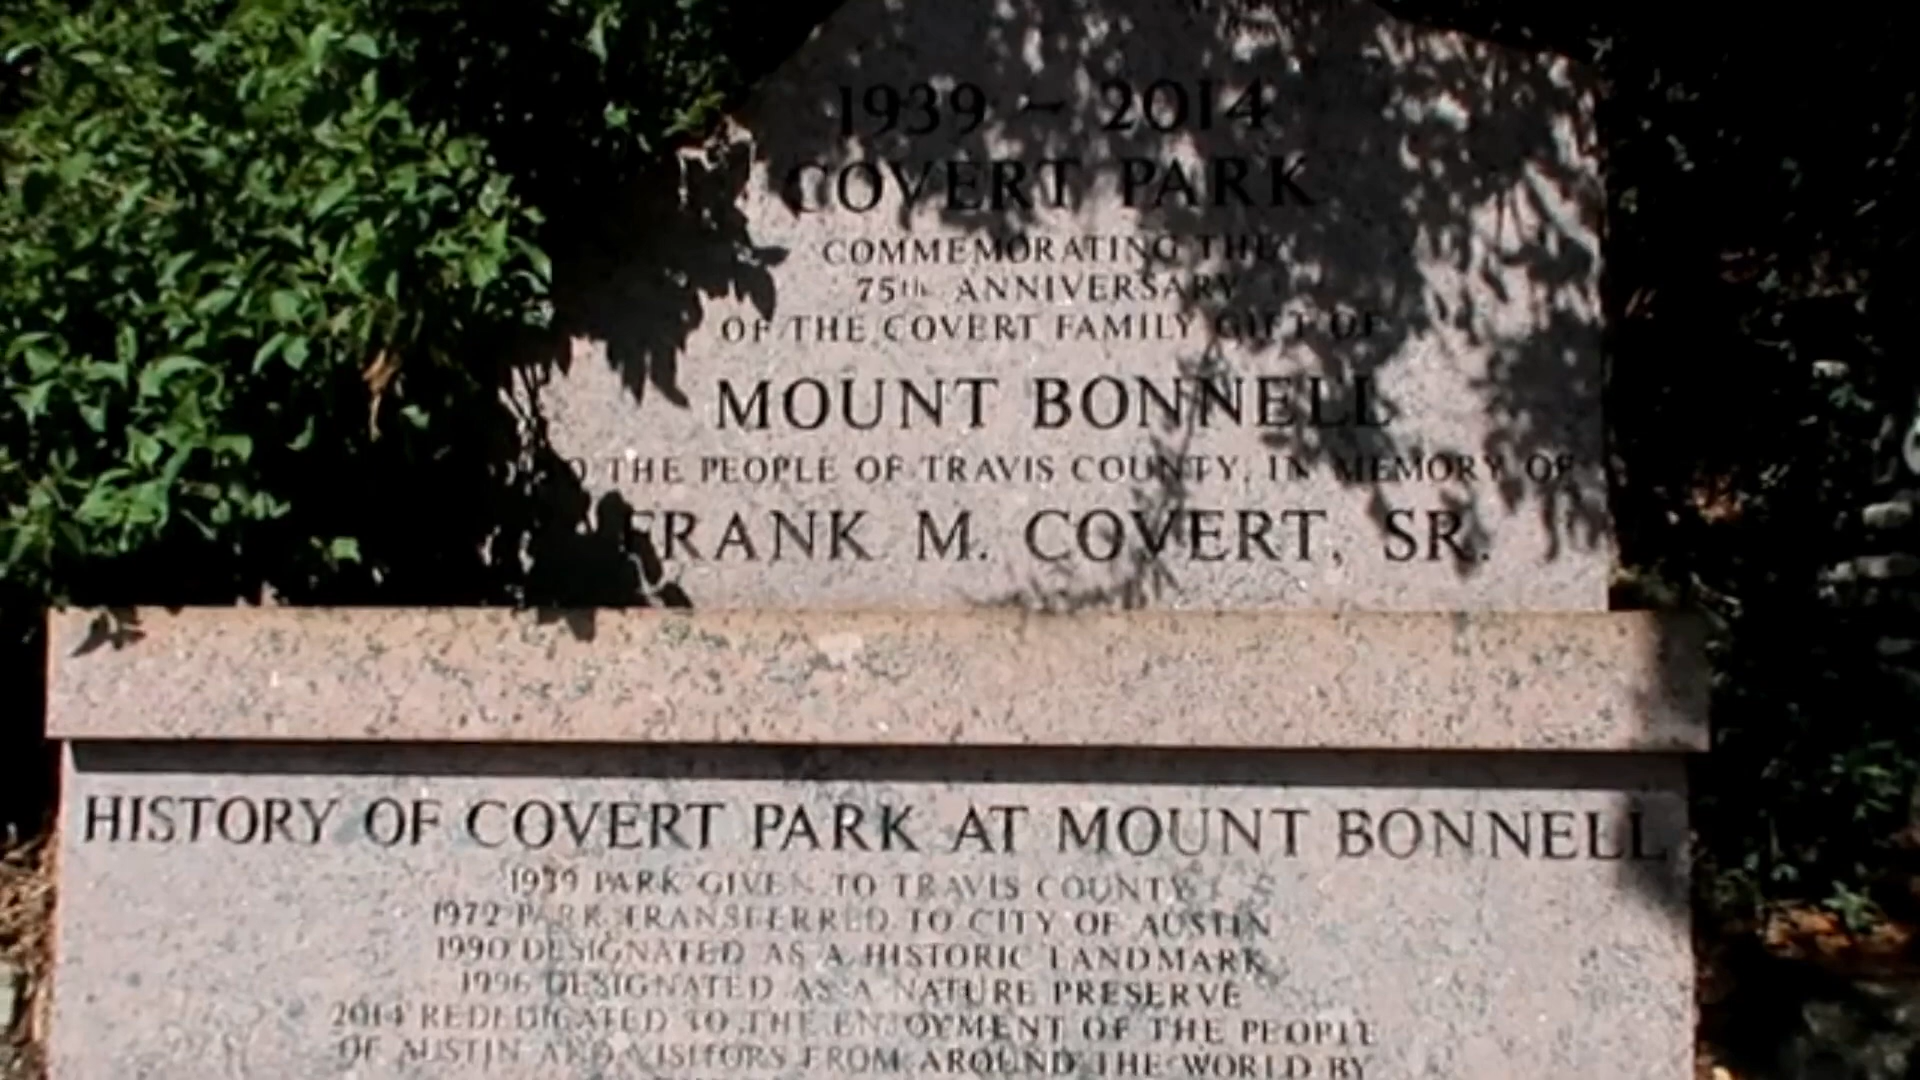 1939 - 2014
COVERT PARK
COMMEMORATING THE
75th ANNIVERSARY
OF THE COVERT FAMILY GIFT OF
MOUNT BONNELL
TO THE PEOPLE OF TRAVIS COUNTY, IN MEMORY OF
FRANK M. COVERT, SR.
HISTORY OF COVERT PARK AT MOUNT BONNELL
1939 PARK GIVEN TO TRAVIS COUNTY
1972 PARK TRANSFERRED TO CITY OF AUSTIN
1990 DESIGNATED AS A HISTORIC LANDMARK
1996 DESIGNATED AS A NATURE PRESERVE
2014 REDEDICATED TO THE ENJOYMENT OF THE PEOPLE
OF AUSTIN AND VISITORS FROM AROUND THE WORLD BY